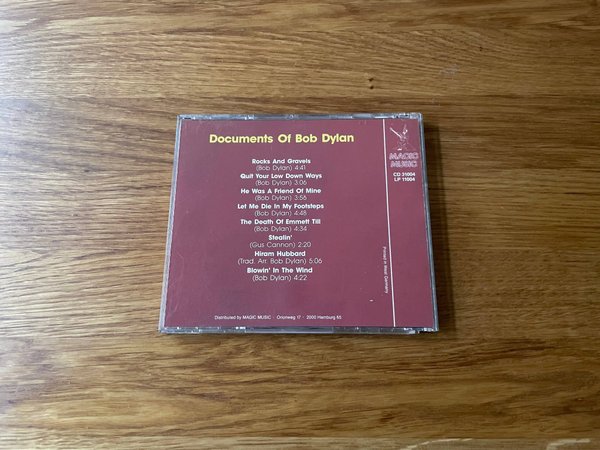 Documents Of Bob Dylan
Rocks And Gravels
(Bob Dylan) 4:41
Quit Your Low Down Ways
(Bob Dylan) 3:06
He Was A Friend Of Mine
(Bob Dylan) 3:58
Let Me Die In My Footsteps
(Bob Dylan) 4:48
The Death Of Emmett Till
(Bob Dylan) 4:34
Stealin'
(Gus Cannon) 2:20
Hiram Hubbard
(Trad. Arr. Bob Dylan) 5:06
Blowin' In The Wind
(Bob Dylan) 4:22
MAGIC
MUSIC
CD 31004
LP 11004
Printed in West Germany
Distributed by MAGIC MUSIC · Orionweg 17 · 2000 Hamburg 65